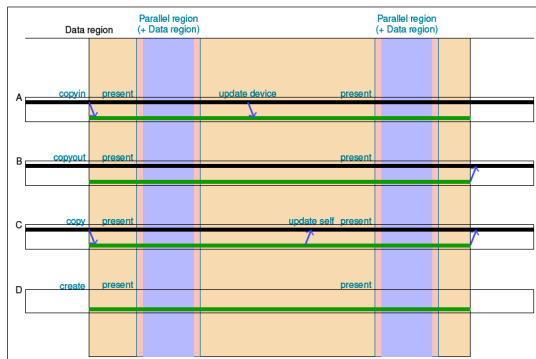 Parallel region
(+ Data region)
Parallel region
(+ Data region)
Data region
A
copyin
present
update device
present
B
copyout
present
present
C
copy
present
update self
present
D
create
present
present